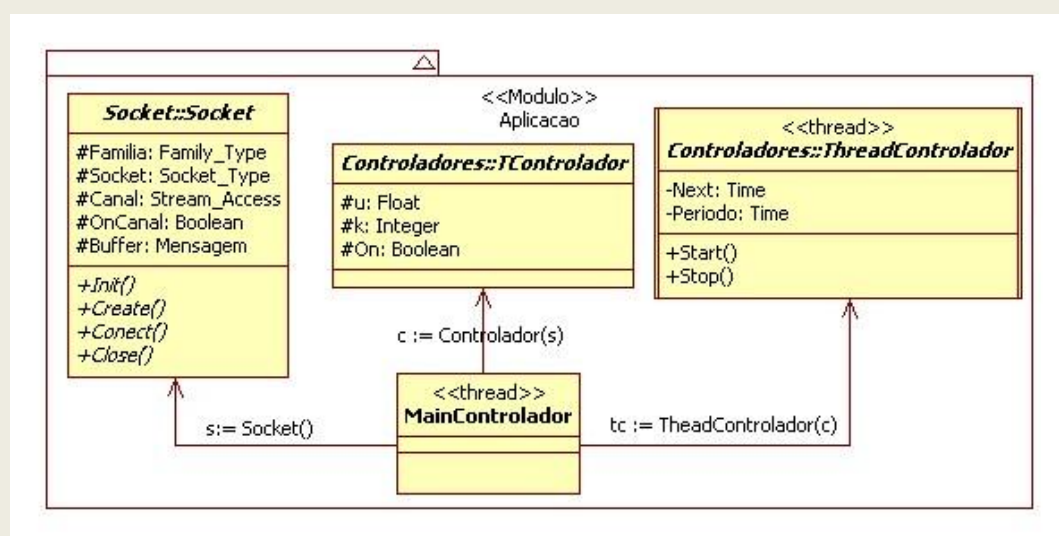 Socket::Socket
#Familia: Family_Type
#Socket: Socket_Type
#Canal: Stream_Access
#OnCanal: Boolean
#Buffer: Mensagem
+Init()
+Create()
+Conect()
+Close()
<<Modulo>>
Aplicacao
Controladores::TControlador
#u: Float
#k: Integer
#On: Boolean
<<thread>>
Controladores::ThreadControlador
-Next: Time
-Periodo: Time
+Start()
+Stop()
c := Controlador(s)
<<thread>>
MainControlador
s:= Socket()
tc := TheadControlador(c)